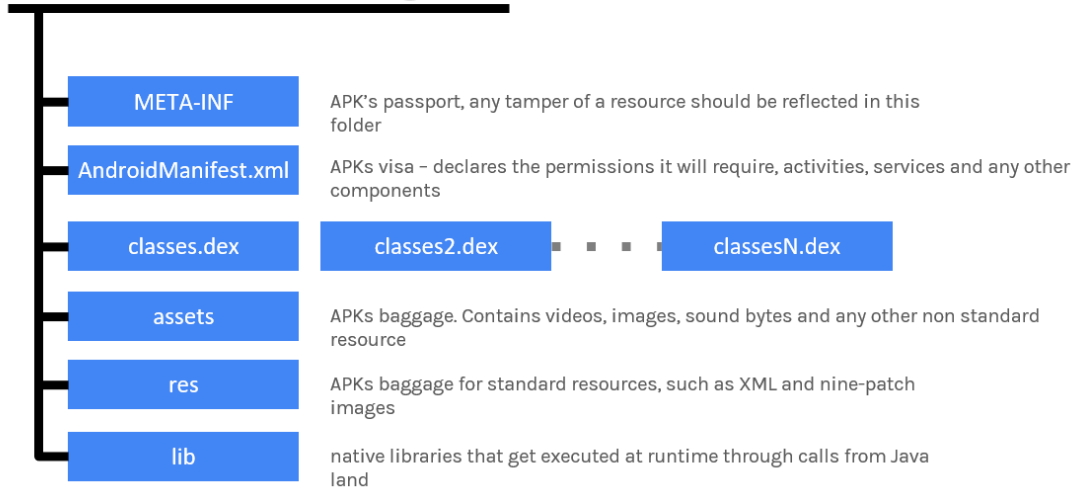 META-INF
APK's passport, any tamper of a resource should be reflected in this
folder
AndroidManifest.xml
APKs visa – declares the permissions it will require, activities, services and any other
components
classes.dex classes2.dex classesN.dex
assets
APKs baggage. Contains videos, images, sound bytes and any other non standard
resource
res
APKs baggage for standard resources, such as XML and nine-patch
images
lib
native libraries that get executed at runtime through calls from Java
land